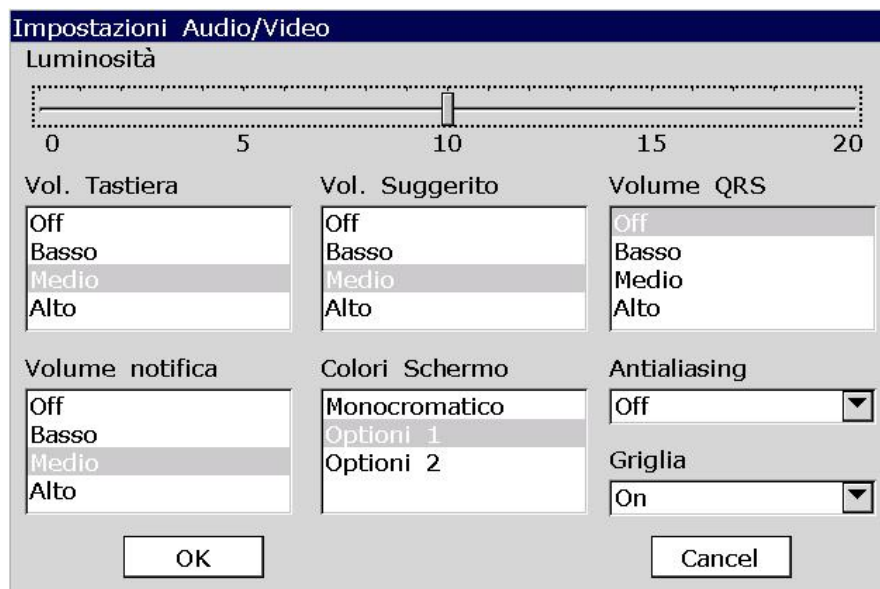 Impostazioni Audio/Video
Luminosità
0 5 10 15 20
Vol. Tastiera
Off
Basso
Medio
Alto
Vol. Suggerito
Off
Basso
Medio
Alto
Volume QRS
Off
Basso
Medio
Alto
Volume notifica
Off
Basso
Medio
Alto
Colori Schermo
Monocromatico
Optioni 1
Optioni 2
Antialiasing
Off
Griglia
On
OK
Cancel